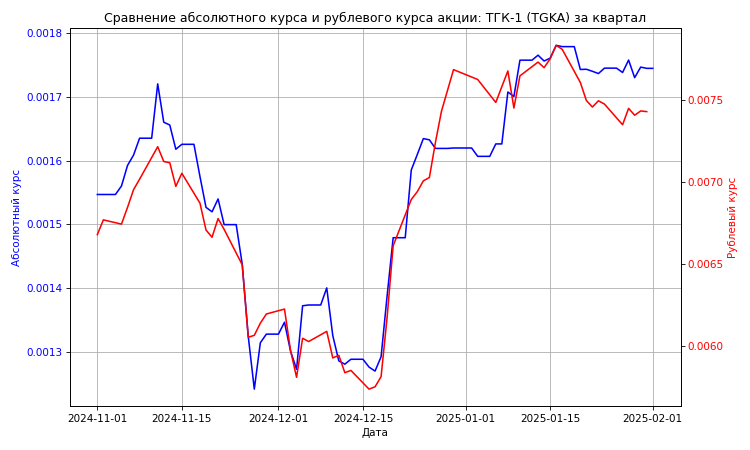 Сравнение абсолютного курса и рублевого курса акции: ТГК-1 (TGKA) за квартал
Абсолютный курс
0.0018
0.0017
0.0016
0.0015
0.0014
0.0013
0.0075
0.0070
0.0065
0.0060
Рублевый курс
2024-11-01 2024-11-15 2024-12-01 2024-12-15 2025-01-01 2025-01-15 2025-02-01
Дата